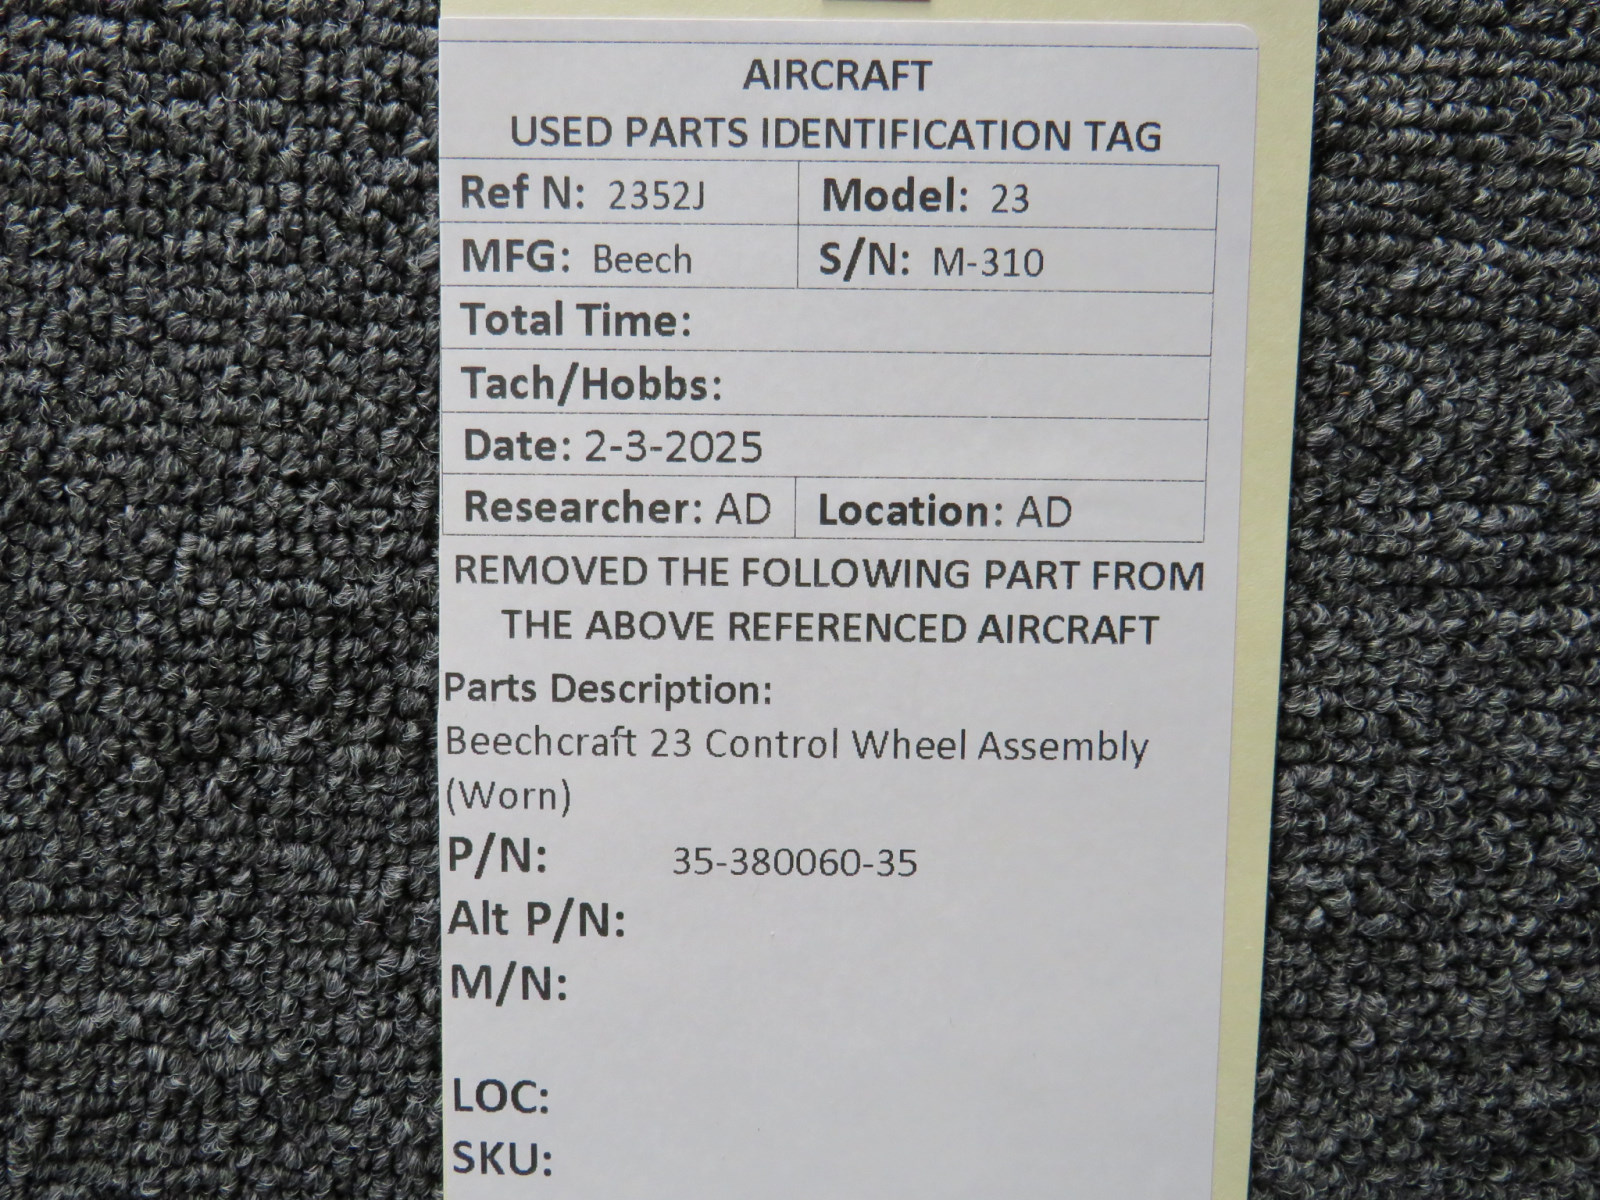 AIRCRAFT
USED PARTS IDENTIFICATION TAG
Ref N: 2352J Model: 23
MFG: Beech S/N: M-310
Total Time:
Tach/Hobbs:
Date: 2-3-2025
Researcher: AD Location: AD
REMOVED THE FOLLOWING PART FROM
THE ABOVE REFERENCED AIRCRAFT
Parts Description:
Beechcraft 23 Control Wheel Assembly
(Worn)
P/N: 35-380060-35
Alt P/N:
M/N:
LOC:
SKU: